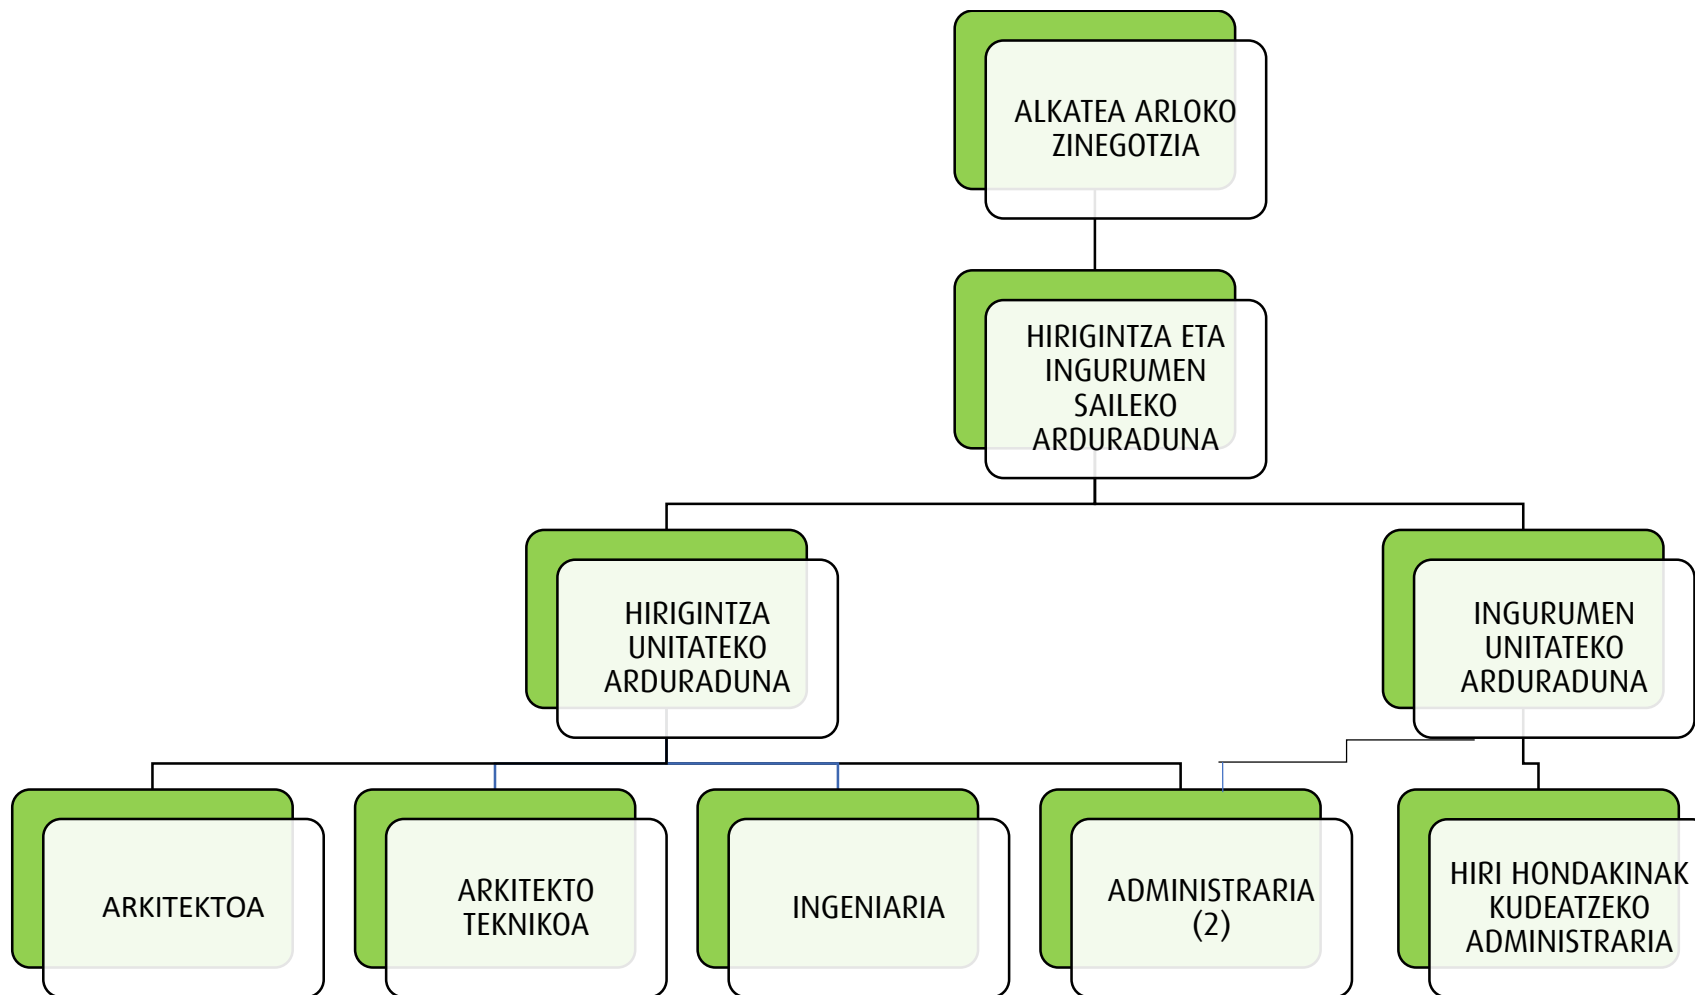 ALKATEA ARLOKO
ZINEGOTZIA
HIRIGINTZA ETA
INGURUMEN
SAILEKO
ARDURADUNA
HIRIGINTZA
UNITATEKO
ARDURADUNA
INGURUMEN
UNITATEKO
ARDURADUNA
ARKITEKTOA
ARKITEKTO
TEKNIKOA
INGENIARIA
ADMINISTRARIA
(2)
HIRI HONDAKINAK
KUDEATZEKO
ADMINISTRARIA